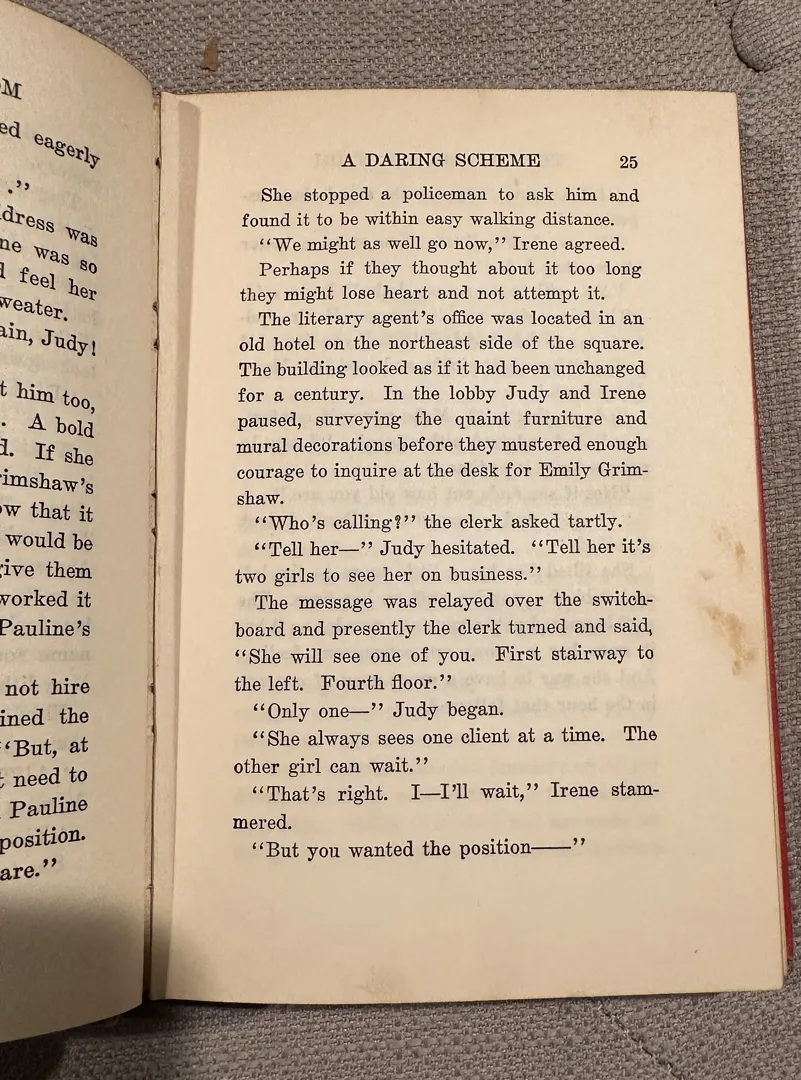 OM
ed eagerly
."
dress was
ne was so
feel her
weater.
ain, Judy!
t him too,
. A bold
d. If she
rimshaw's
ow that it
would be
ive them
worked it
Pauline's
not hire
ined the
"But, at
t need to
Pauline
position.
are."
A DARING SCHEME 25
She stopped a policeman to ask him and
found it to be within easy walking distance.
"We might as well go now," Irene agreed.
Perhaps if they thought about it too long
they might lose heart and not attempt it.
The literary agent's office was located in an
old hotel on the northeast side of the square.
The building looked as if it had been unchanged
for a century. In the lobby Judy and Irene
paused, surveying the quaint furniture and
mural decorations before they mustered enough
courage to inquire at the desk for Emily Grim-
shaw.
"Who's calling?" the clerk asked tartly.
"Tell her—" Judy hesitated. "Tell her it's
two girls to see her on business."
The message was relayed over the switch-
board and presently the clerk turned and said,
"She will see one of you. First stairway to
the left. Fourth floor."
"Only one—" Judy began.
"She always sees one client at a time. The
other girl can wait."
"That's right. I—I'll wait," Irene stam-
mered.
"But you wanted the position——"